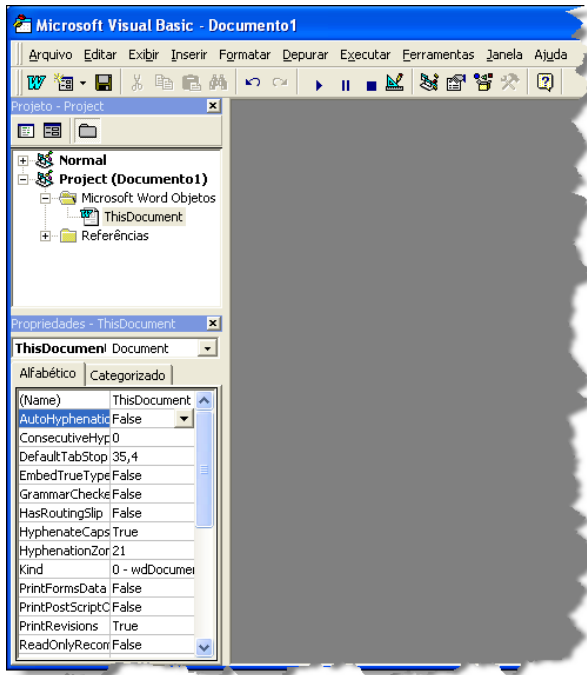 Microsoft Visual Basic - Documento1
Arquivo Editar Exibir Inserir Formatar Depurar Executar Ferramentas Janela Ajuda
Projeto - Project
Normal
Project (Documento1)
Microsoft Word Objetos
ThisDocument
Referências
Propriedades - ThisDocument
ThisDocument Document
Alfabético Categorizado
(Name) ThisDocument
AutoHyphenatic False
ConsecutiveHyp 0
DefaultTabStop 35,4
EmbedTrueType False
GrammarChecke False
HasRoutingSlip False
HyphenateCaps True
HyphenationZor 21
Kind 0 - wdDocumer
PrintFormsData False
PrintPostScriptC False
PrintRevisions True
ReadOnlyRecom False